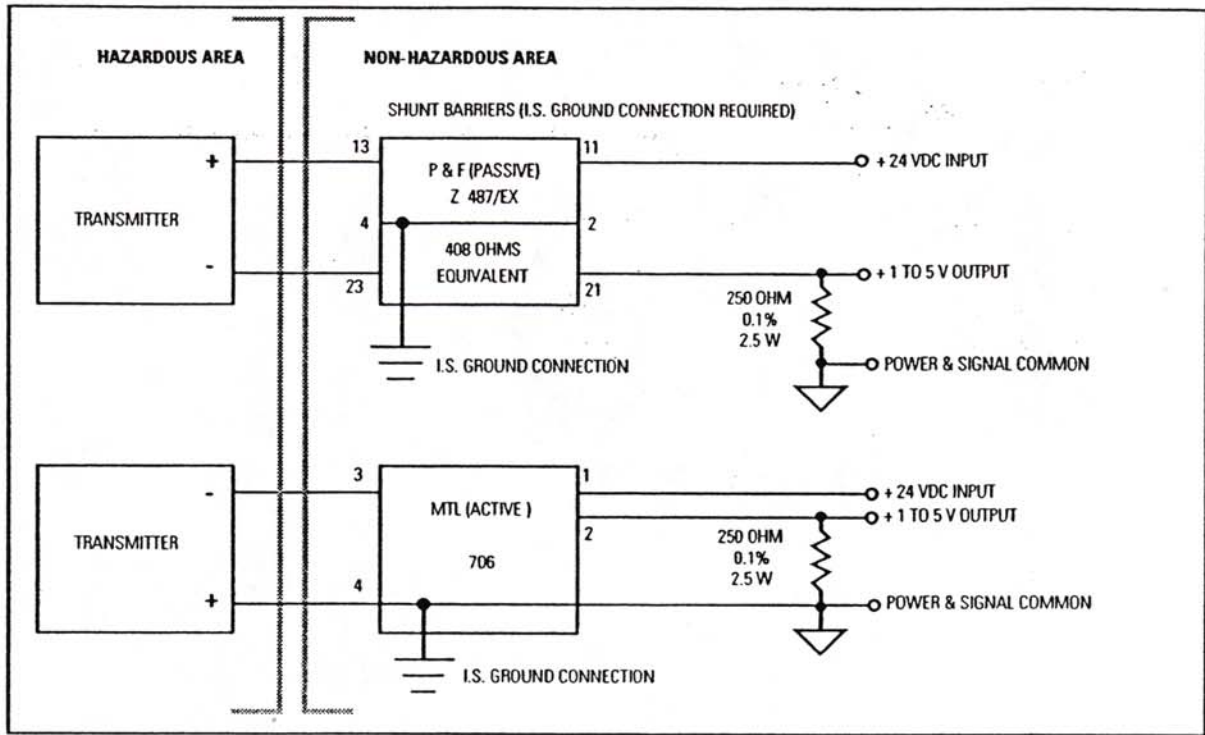 HAZARDOUS AREA
NON-HAZARDOUS AREA
SHUNT BARRIERS (I.S. GROUND CONNECTION REQUIRED)
+
13
P & F (PASSIVE)
Z 487/EX
11
+ 24 VDC INPUT
TRANSMITTER
4
2
408 OHMS
EQUIVALENT
-
23
21
+ 1 TO 5 V OUTPUT
250 OHM
0.1%
2.5 W
I.S. GROUND CONNECTION
POWER & SIGNAL COMMON
-
3
1
+ 24 VDC INPUT
MTL (ACTIVE )
2
+ 1 TO 5 V OUTPUT
TRANSMITTER
706
250 OHM
0.1%
2.5 W
+
4
POWER & SIGNAL COMMON
I.S. GROUND CONNECTION